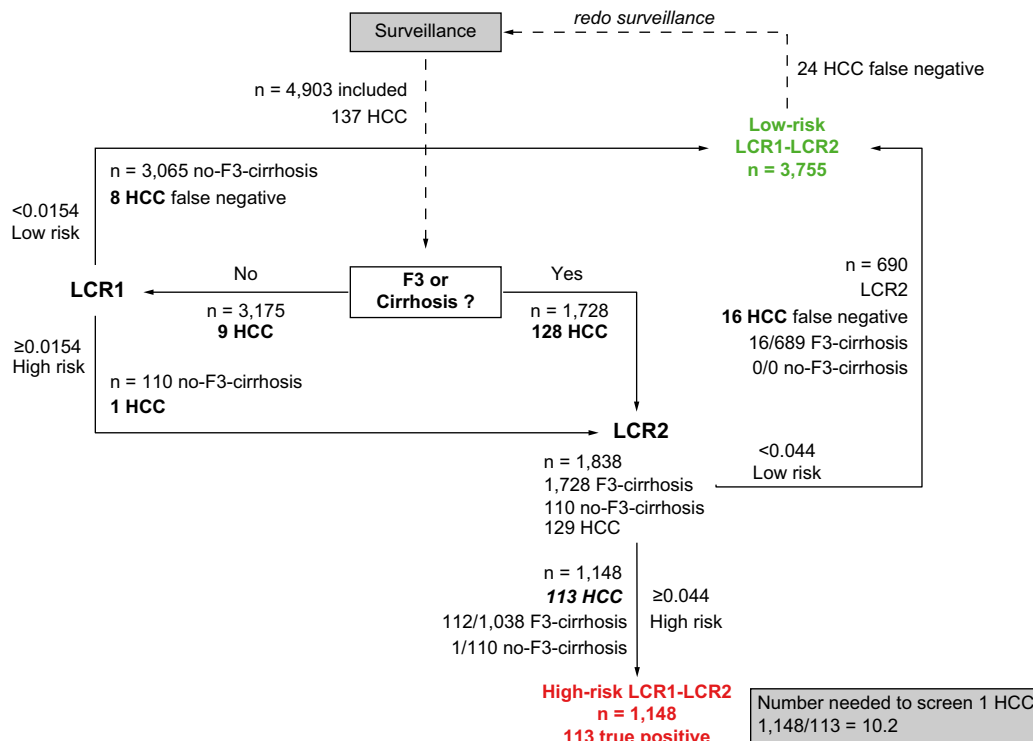 redo surveillance
Surveillance
24 HCC false negative
n = 4,903 included
137 HCC
Low-risk
LCR1-LCR2
n = 3,755
n = 3,065 no-F3-cirrhosis
8 HCC false negative
<0.0154
Low risk
LCR1
No
F3 or
Cirrhosis ?
Yes
n = 3,175
9 HCC
n = 1,728
128 HCC
n = 690
LCR2
16 HCC false negative
16/689 F3-cirrhosis
0/0 no-F3-cirrhosis
≥0.0154
High risk
n = 110 no-F3-cirrhosis
1 HCC
LCR2
<0.044
Low risk
n = 1,838
1,728 F3-cirrhosis
110 no-F3-cirrhosis
129 HCC
n = 1,148
113 HCC
112/1,038 F3-cirrhosis
1/110 no-F3-cirrhosis
≥0.044
High risk
High-risk LCR1-LCR2
n = 1,148
113 true positive
Number needed to screen 1 HCC
1,148/113 = 10.2